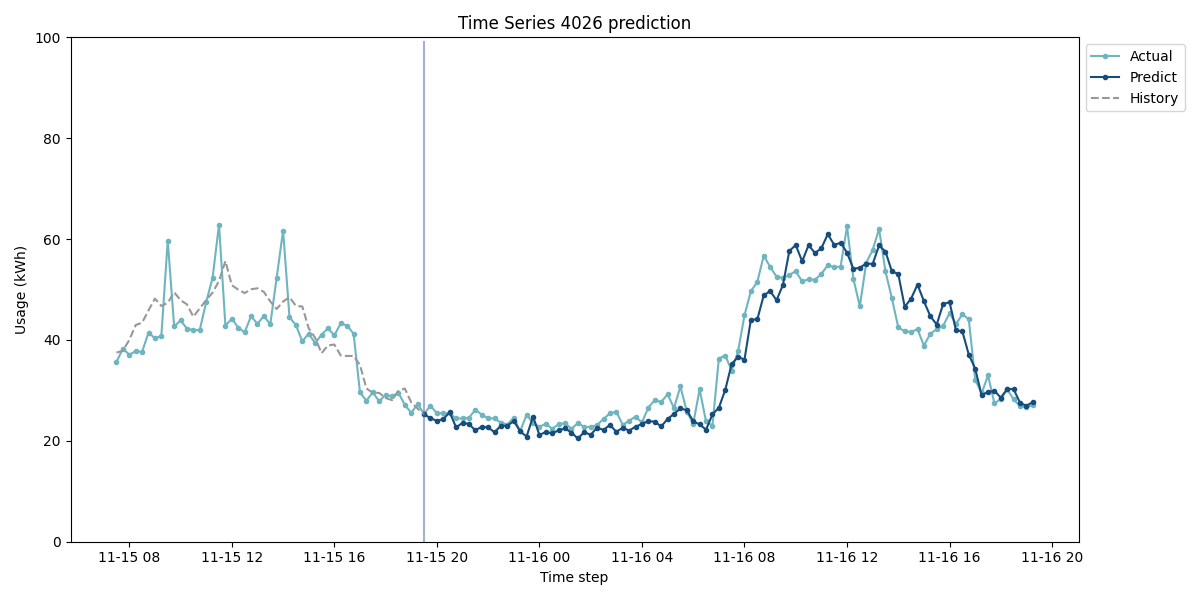 Time Series 4026 prediction
100
80
60
40
20
0
Usage (kWh)
11-15 08
11-15 12
11-15 16
11-15 20
11-16 00
11-16 04
11-16 08
11-16 12
11-16 16
11-16 20
Time step
Actual
Predict
History